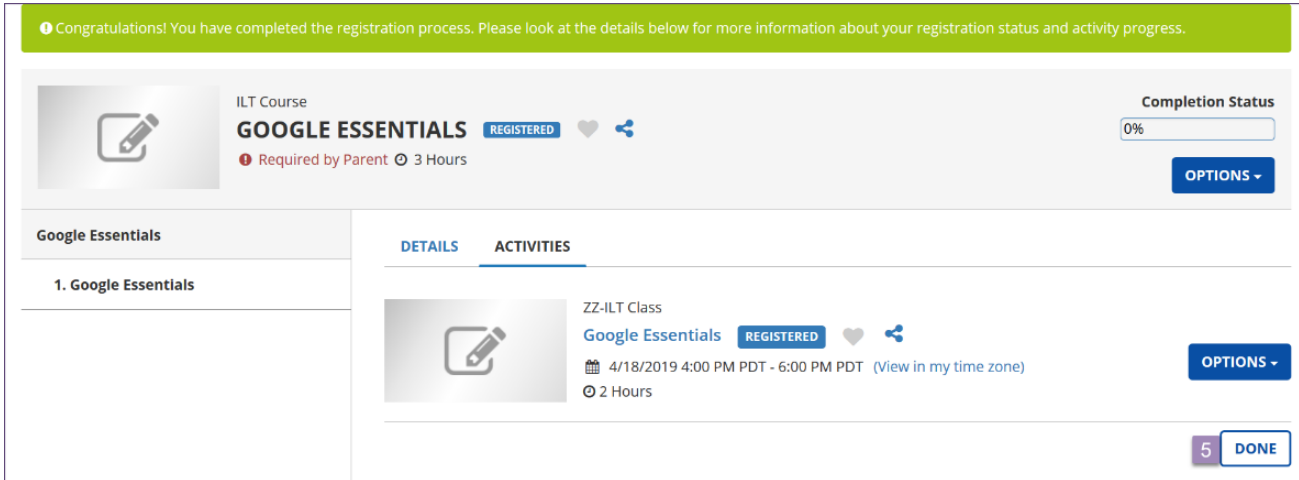 Congratulations! You have completed the registration process. Please look at the details below for more information about your registration status and activity progress.
ILT Course
GOOGLE ESSENTIALS REGISTERED
Required by Parent 3 Hours
Completion Status
0%
OPTIONS
Google Essentials
1. Google Essentials
DETAILS ACTIVITIES
ZZ-ILT Class
Google Essentials REGISTERED
4/18/2019 4:00 PM PDT - 6:00 PM PDT (View in my time zone)
2 Hours
OPTIONS
5 DONE